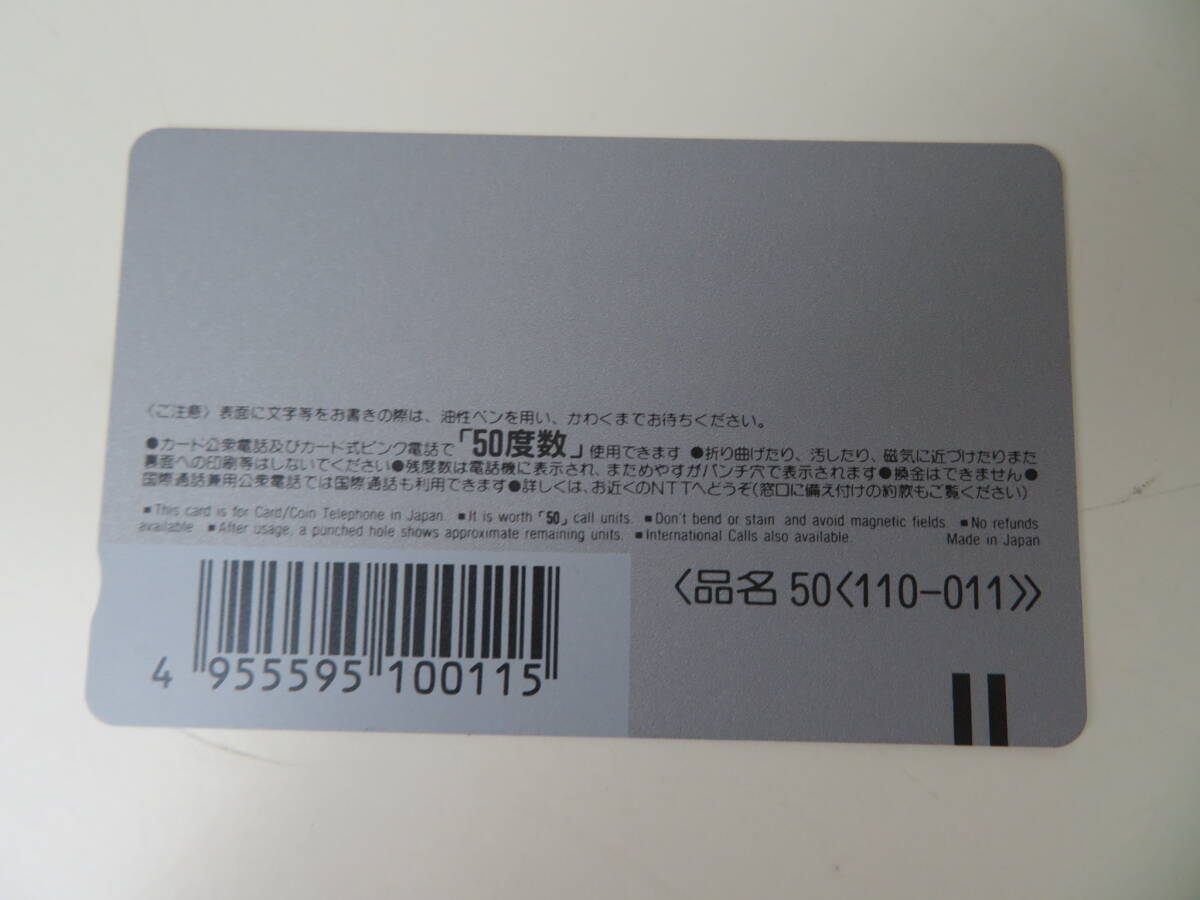 〈ご注意〉表面に文字等をお書きの際は、油性ペンを用い、かわくまでお待ちください。
●カード公衆電話及びカード式ピンク電話で「50度数」使用できます ●折り曲げたり、汚したり、磁気に近づけたりまた
裏面への印刷等はしないでください●残度数は電話機に表示され、まためやすがパンチ穴で表示されます●換金はできません●
国際通話兼用公衆電話では国際通話も利用できます●詳しくは、お近くのNTTへどうぞ(窓口に備え付けの約款もご覧ください)
■This card is for Card/Coin Telephone in Japan. ■It is worth「50」call units. ■Don't bend or stain and avoid magnetic fields. ■No refunds
available. ■After usage, a punched hole shows approximate remaining units. ■International Calls also available. Made in Japan
〈品名 50〈110-011〉〉
4 955595 100115